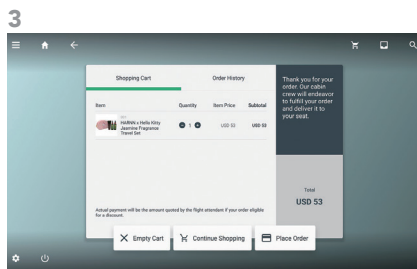 3
Shopping Cart
Order History
Item Quantity Item Price Subtotal
HARNN x Hello Kitty
Jasmine Fragrance
Travel Set
1 USD 53 USD 53
Thank you for your
order. Our cabin
crew will endeavor
to fulfill your order
and deliver it to
your seat.
Total
USD 53
Actual payment will be the amount quoted by the flight attendant if your order eligible
for a discount.
Empty Cart
Continue Shopping
Place Order